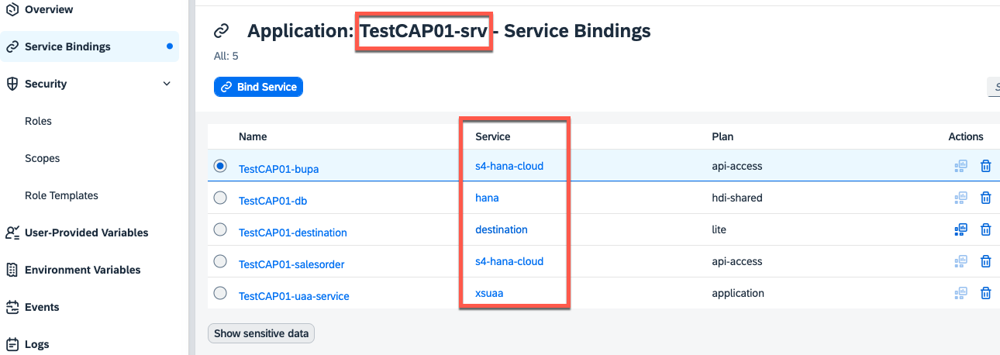 Overview
Service Bindings
Security
Roles
Scopes
Role Templates
User-Provided Variables
Environment Variables
Events
Logs
Application: TestCAP01-srv - Service Bindings
All: 5
Bind Service
Name Service Plan Actions
TestCAP01-bupa s4-hana-cloud api-access
TestCAP01-db hana hdi-shared
TestCAP01-destination destination lite
TestCAP01-salesorder s4-hana-cloud api-access
TestCAP01-uaa-service xsuaa application
Show sensitive data